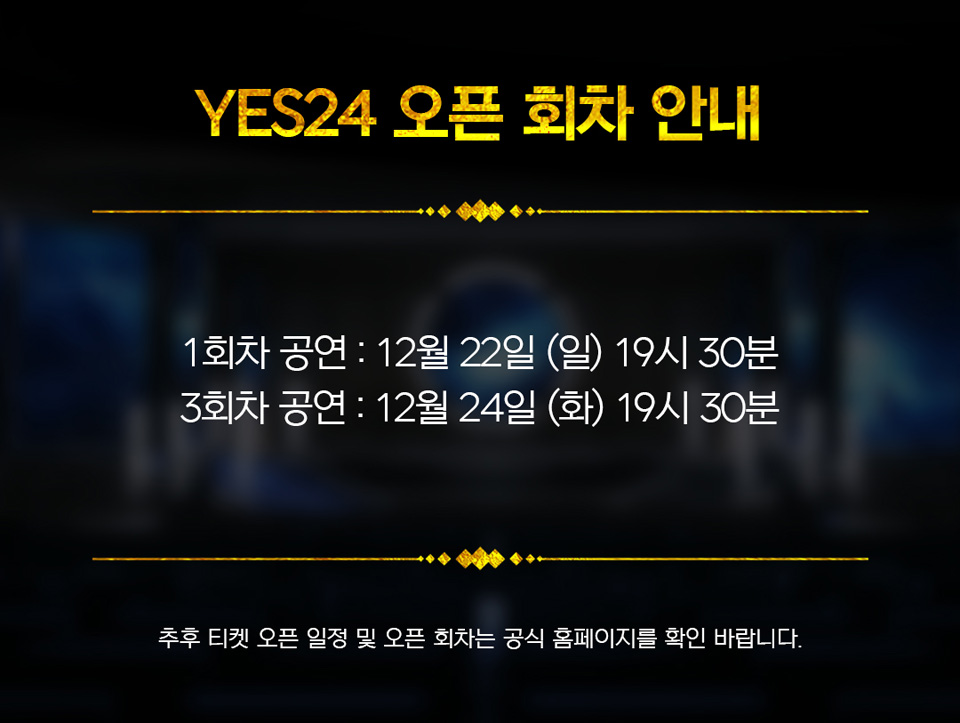 YES24 오픈 회차 안내
1회차 공연 : 12월 22일 (일) 19시 30분
3회차 공연 : 12월 24일 (화) 19시 30분
추후 티켓 오픈 일정 및 오픈 회차는 공식 홈페이지를 확인 바랍니다.